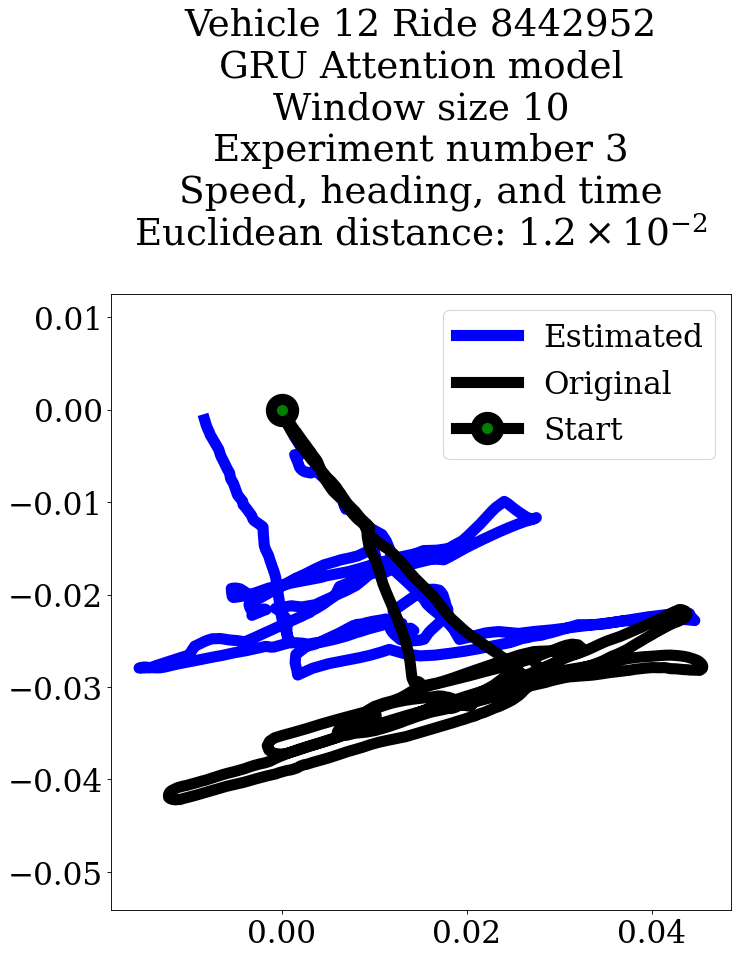 Vehicle 12 Ride 8442952
GRU Attention model
Window size 10
Experiment number 3
Speed, heading, and time
Euclidean distance: 1.2 × 10⁻²
Estimated
Original
Start
0.01
0.00
−0.01
−0.02
−0.03
−0.04
−0.05
0.00 0.02 0.04